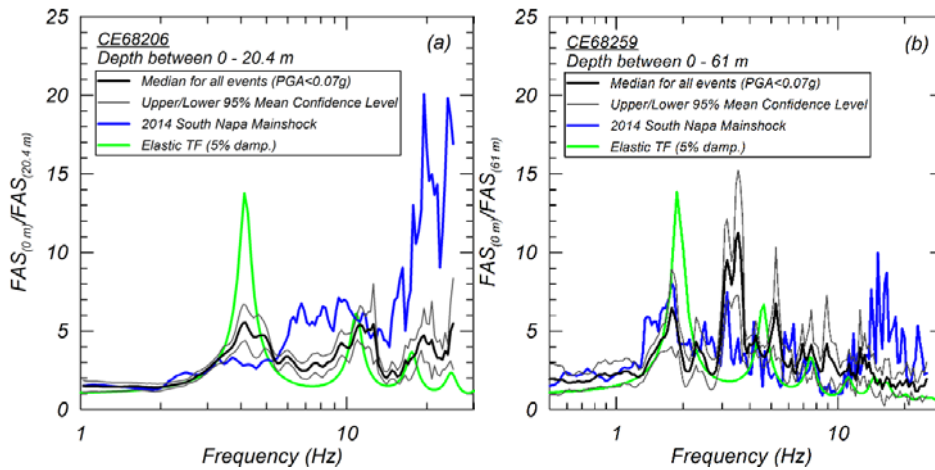 CE68206
(a)
Depth between 0 - 20.4 m
Median for all events (PGA<0.07g)
Upper/Lower 95% Mean Confidence Level
2014 South Napa Mainshock
Elastic TF (5% damp.)
25
20
15
10
5
0
FAS(0 m)/FAS(20.4 m)
1
10
Frequency (Hz)
CE68259
(b)
Depth between 0 - 61 m
Median for all events (PGA<0.07g)
Upper/Lower 95% Mean Confidence Level
2014 South Napa Mainshock
Elastic TF (5% damp.)
25
20
15
10
5
0
FAS(0 m)/FAS(61 m)
1
10
Frequency (Hz)